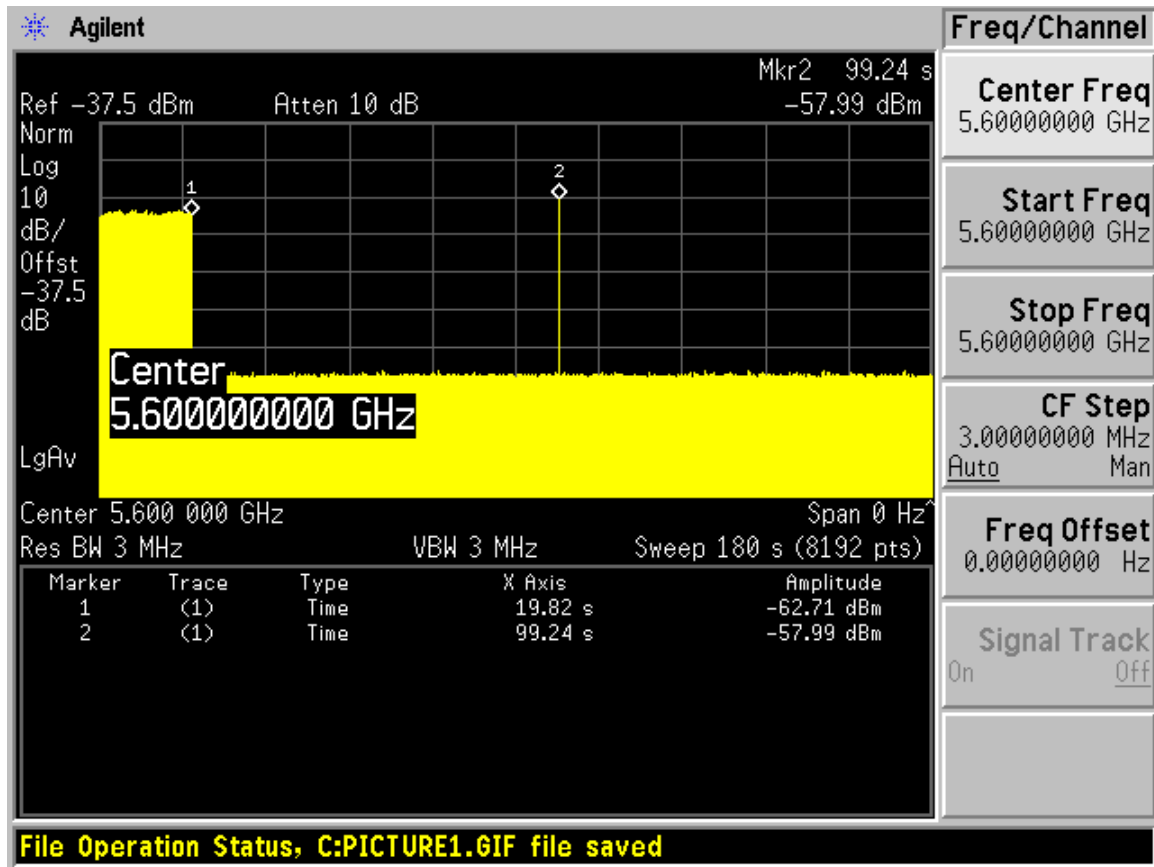 Agilent
Freq/Channel
Mkr2 99.24 s
Ref -37.5 dBm Atten 10 dB -57.99 dBm
Norm
Log
10
dB/
Offst
-37.5
dB
LgAv
1
2
Center
5.600000000 GHz
Center 5.600 000 GHz Span 0 Hz^
Res BW 3 MHz VBW 3 MHz Sweep 180 s (8192 pts)
Marker Trace Type X Axis Amplitude
1 (1) Time 19.82 s -62.71 dBm
2 (1) Time 99.24 s -57.99 dBm
Center Freq
5.60000000 GHz
Start Freq
5.60000000 GHz
Stop Freq
5.60000000 GHz
CF Step
3.00000000 MHz
Auto Man
Freq Offset
0.00000000 Hz
Signal Track
On Off
File Operation Status, C:PICTURE1.GIF file saved